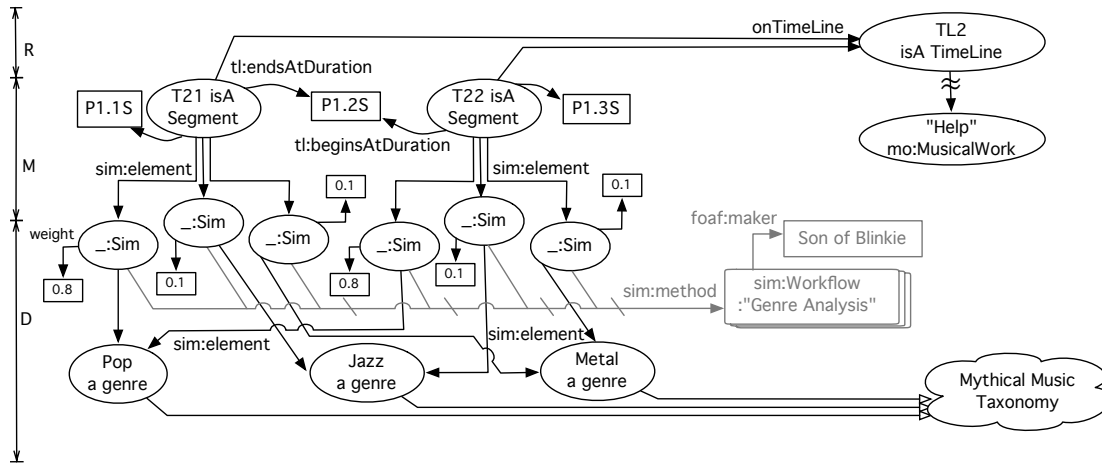 R
M
D
onTimeLine
TL2
isA TimeLine
tl:endsAtDuration
P1.1S
T21 isA
Segment
P1.2S
T22 isA
Segment
P1.3S
tl:beginsAtDuration
"Help"
mo:MusicalWork
sim:element
sim:element
0.1
0.1
_:Sim
_:Sim
_:Sim
_:Sim
_:Sim
_:Sim
weight
0.8
0.1
0.8
0.1
foaf:maker
Son of Blinkie
sim:method
sim:Workflow
:"Genre Analysis"
sim:element
sim:element
Pop
a genre
Jazz
a genre
Metal
a genre
Mythical Music
Taxonomy